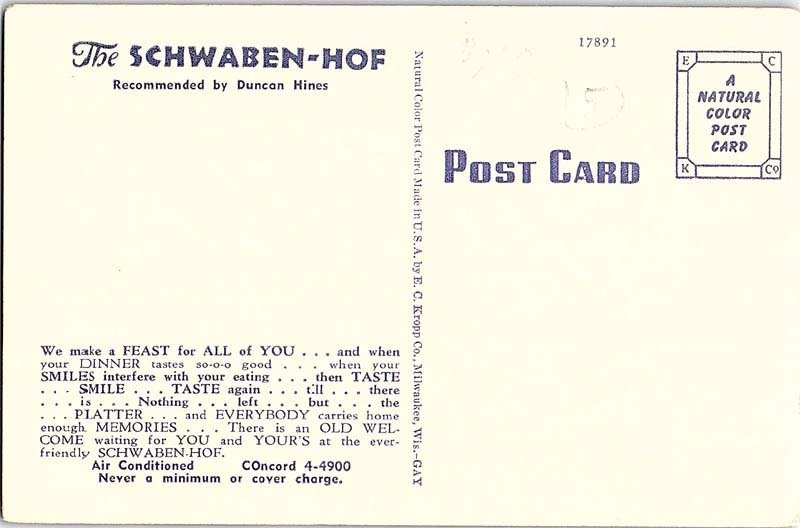 The SCHWABEN-HOF
Recommended by Duncan Hines
We make a FEAST for ALL of YOU . . . and when
your DINNER tastes so-o-o good . . . when your
SMILES interfere with your eating . . . then TASTE
. . . SMILE . . . TASTE again . . . till . . . there
. . . is . . . Nothing . . . left . . . but . . . the
. . . PLATTER . . . and EVERYBODY carries home
enough MEMORIES . . . There is an OLD WEL-
COME waiting for YOU and YOUR'S at the ever-
friendly SCHWABEN-HOF.
Air Conditioned COncord 4-4900
Never a minimum or cover charge.
Natural Color Post Card Made in U.S.A. by E. C. Kropp Co., Milwaukee, Wis.—GAY
17891
POST CARD
E C
A
NATURAL
COLOR
POST
CARD
K Co
5